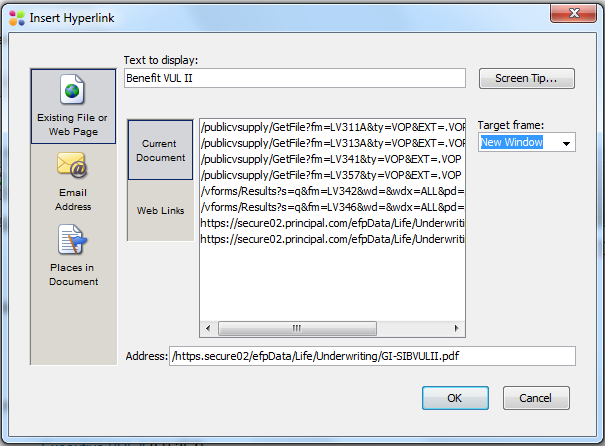 Insert Hyperlink
Text to display:
Benefit VUL II
Screen Tip...
Existing File or
Web Page
Email
Address
Places in
Document
Current
Document
Web Links
/publicvsupply/GetFile?fm=LV311A&ty=VOP&EXT=.VOP
/publicvsupply/GetFile?fm=LV313A&ty=VOP&EXT=.VOP
/publicvsupply/GetFile?fm=LV341&ty=VOP&EXT=.VOP
/publicvsupply/GetFile?fm=LV357&ty=VOP&EXT=.VOP
/vforms/Results?s=q&fm=LV342&wd=&wdx=ALL&pd=
/vforms/Results?s=q&fm=LV346&wd=&wdx=ALL&pd=
https://secure02.principal.com/efpData/Life/Underwriti
https://secure02.principal.com/efpData/Life/Underwriti
Target frame:
New Window
Address: /https.secure02/efpData/Life/Underwriting/GI-SIBVULII.pdf
OK
Cancel